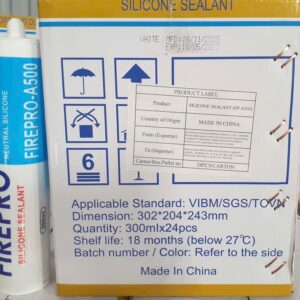 SILICONE SEALANT
WHITE MFD:18/11/2025
EXP:18/05/2027
PRODUCT LABEL
Product SILICONE SEALANT (FP-A500)
Country of Origin MADE IN CHINA
From (Exporter)
To (Importer)
Carton/Box/Pallet no 24PCS/CARTON
6
Applicable Standard: VIBM/SGS/TCVN
Dimension: 302*204*243mm
Quantity: 300mlx24pcs
Shelf life: 18 months (below 27℃)
Batch number / Color: Refer to the side
Made In China
FIREPRO
SILICONE SEALANT
NEUTRAL SILICONE
FIREPRO-A500